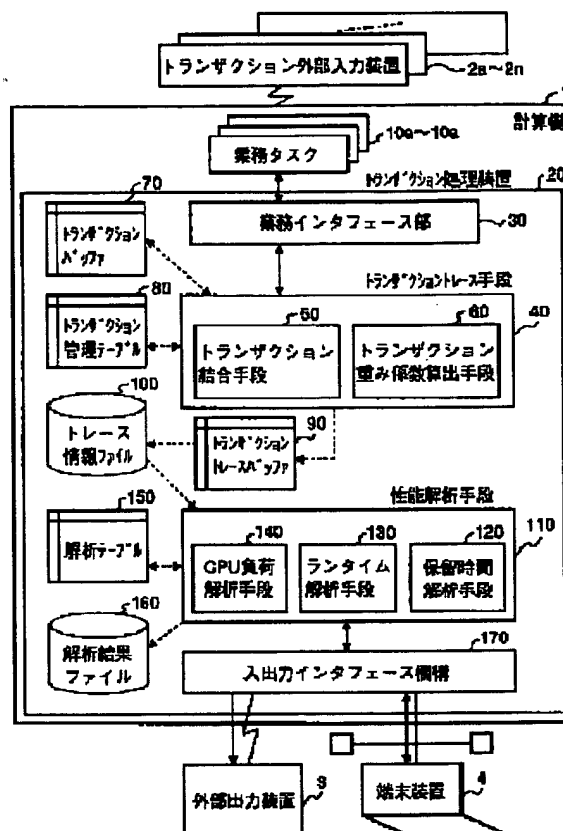 トランザクション外部入力装置
2a～2n
計算機
10a～10a
業務タスク
トランザクション処理装置
20
70
トランザクション
バッファ
業務インタフェース部
30
トランザクショントレース手段
80
トランザクション
管理テーブル
50
トランザクション
結合手段
60
トランザクション
重み係数算出手段
40
100
トレース
情報ファイル
90
トランザクション
トレースバッファ
性能解析手段
150
解析テーブル
140
CPU負荷
解析手段
130
ランタイム
解析手段
120
保留時間
解析手段
110
160
解析結果
ファイル
170
入出力インタフェース機構
外部出力装置
3
端末装置
4